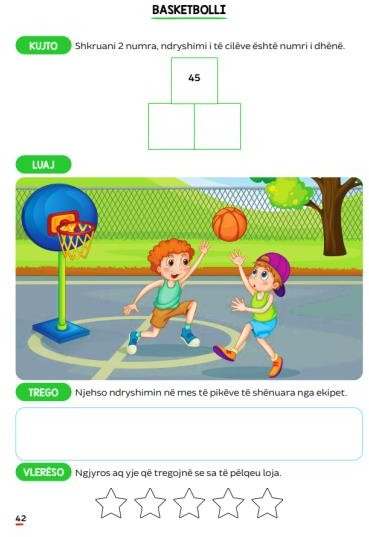 BASKETBOLLI
KUJTO Shkruani 2 numra, ndryshimi i të cilëve është numri i dhënë.
45
LUAJ
TREGO Njehso ndryshimin në mes të pikëve të shënuara nga ekipet.
VLERËSO Ngjyros aq yje që tregojnë se sa të pëlqeu loja.
42